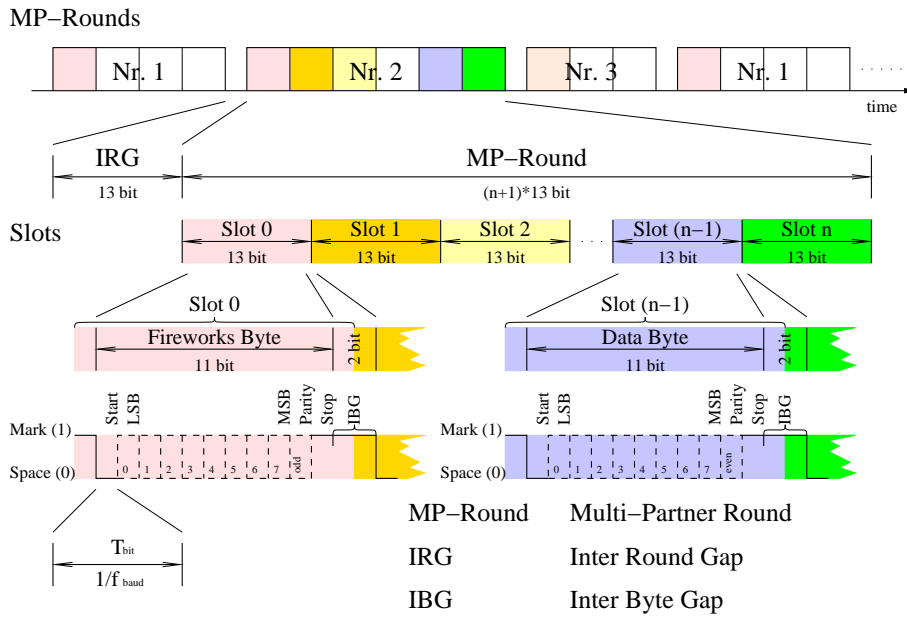 MP–Rounds
Nr. 1 Nr. 2 Nr. 3 Nr. 1
time
IRG MP–Round
13 bit (n+1)*13 bit
Slots
Slot 0 Slot 1 Slot 2 Slot (n–1) Slot n
13 bit 13 bit 13 bit 13 bit 13 bit
Slot 0 Slot (n–1)
Fireworks Byte 2 bit Data Byte 2 bit
11 bit 11 bit
Start LSB MSB Parity Stop IBG Start LSB MSB Parity Stop IBG
Mark (1) Mark (1)
Space (0) 0 1 2 3 4 5 6 7 odd Space (0) 0 1 2 3 4 5 6 7 even
MP–Round Multi–Partner Round
T bit
IRG Inter Round Gap
1/f baud
IBG Inter Byte Gap